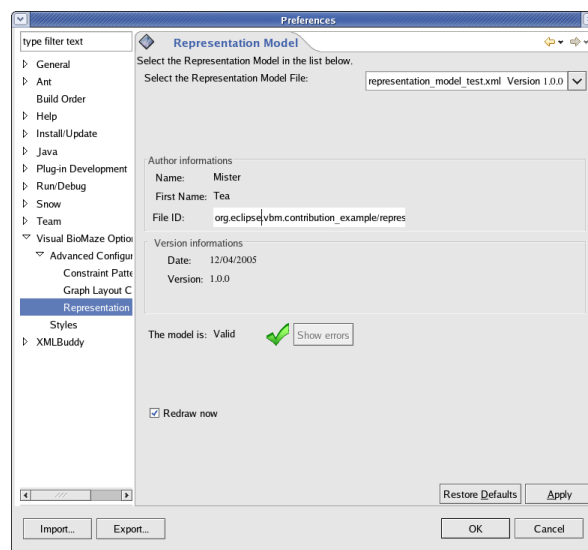 Preferences
type filter text
General
Ant
Build Order
Help
Install/Update
Java
Plug-in Development
Run/Debug
Snow
Team
Visual BioMaze Option
Advanced Configur
Constraint Patte
Graph Layout C
Representation
Styles
XMLBuddy
Representation Model
Select the Representation Model in the list below.
Select the Representation Model File: representation_model_test.xml Version 1.0.0
Author informations
Name: Mister
First Name: Tea
File ID: org.eclipse.vbm.contribution_example/repres
Version informations
Date: 12/04/2005
Version: 1.0.0
The model is: Valid Show errors
Redraw now
Restore Defaults Apply
Import... Export... OK Cancel